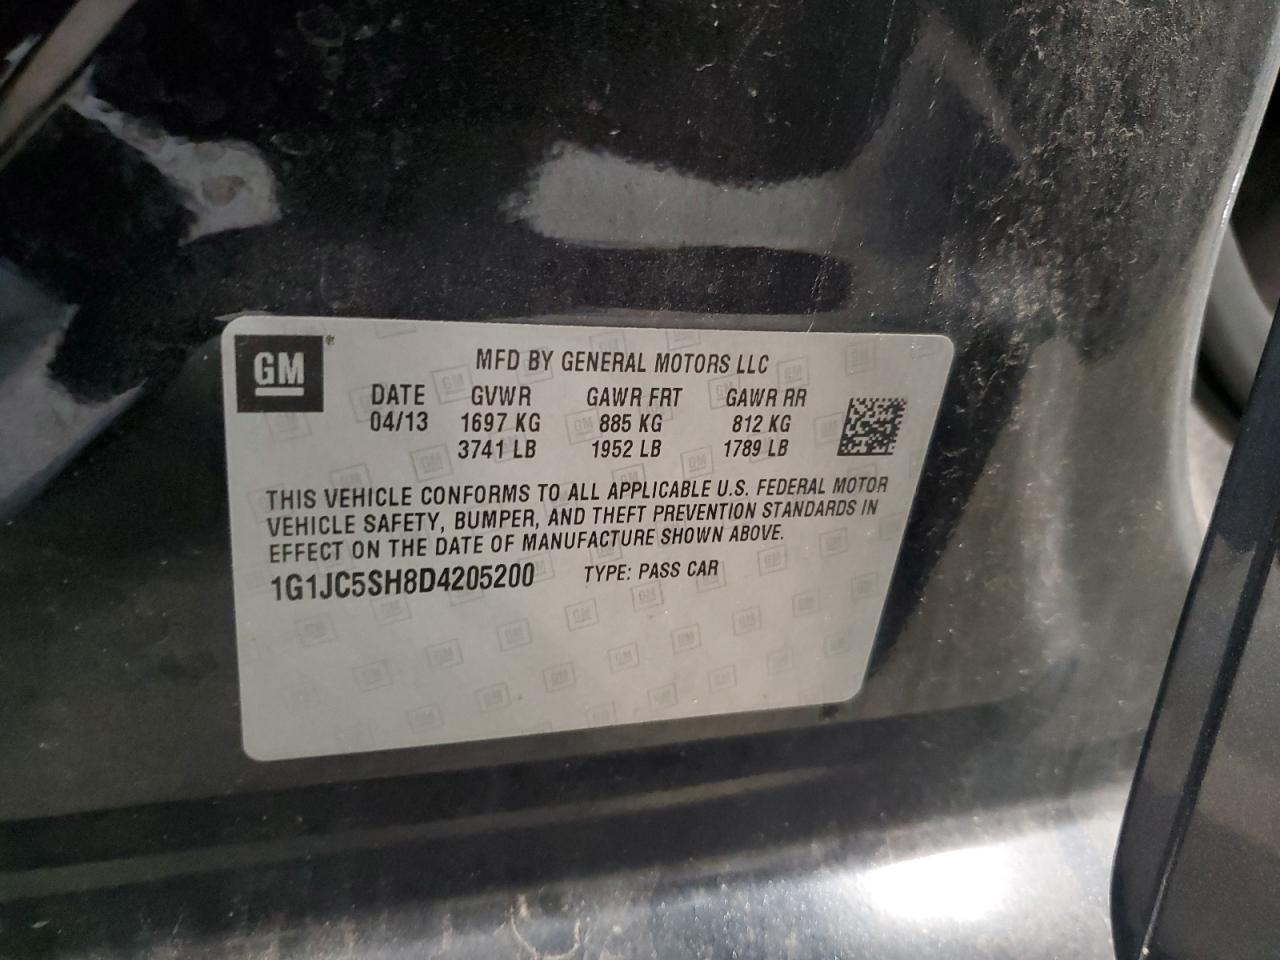 GM ®
MFD BY GENERAL MOTORS LLC
DATE GVWR GAWR FRT GAWR RR
04/13 1697 KG 885 KG 812 KG
3741 LB 1952 LB 1789 LB
THIS VEHICLE CONFORMS TO ALL APPLICABLE U.S. FEDERAL MOTOR
VEHICLE SAFETY, BUMPER, AND THEFT PREVENTION STANDARDS IN
EFFECT ON THE DATE OF MANUFACTURE SHOWN ABOVE.
1G1JC5SH8D4205200 TYPE: PASS CAR